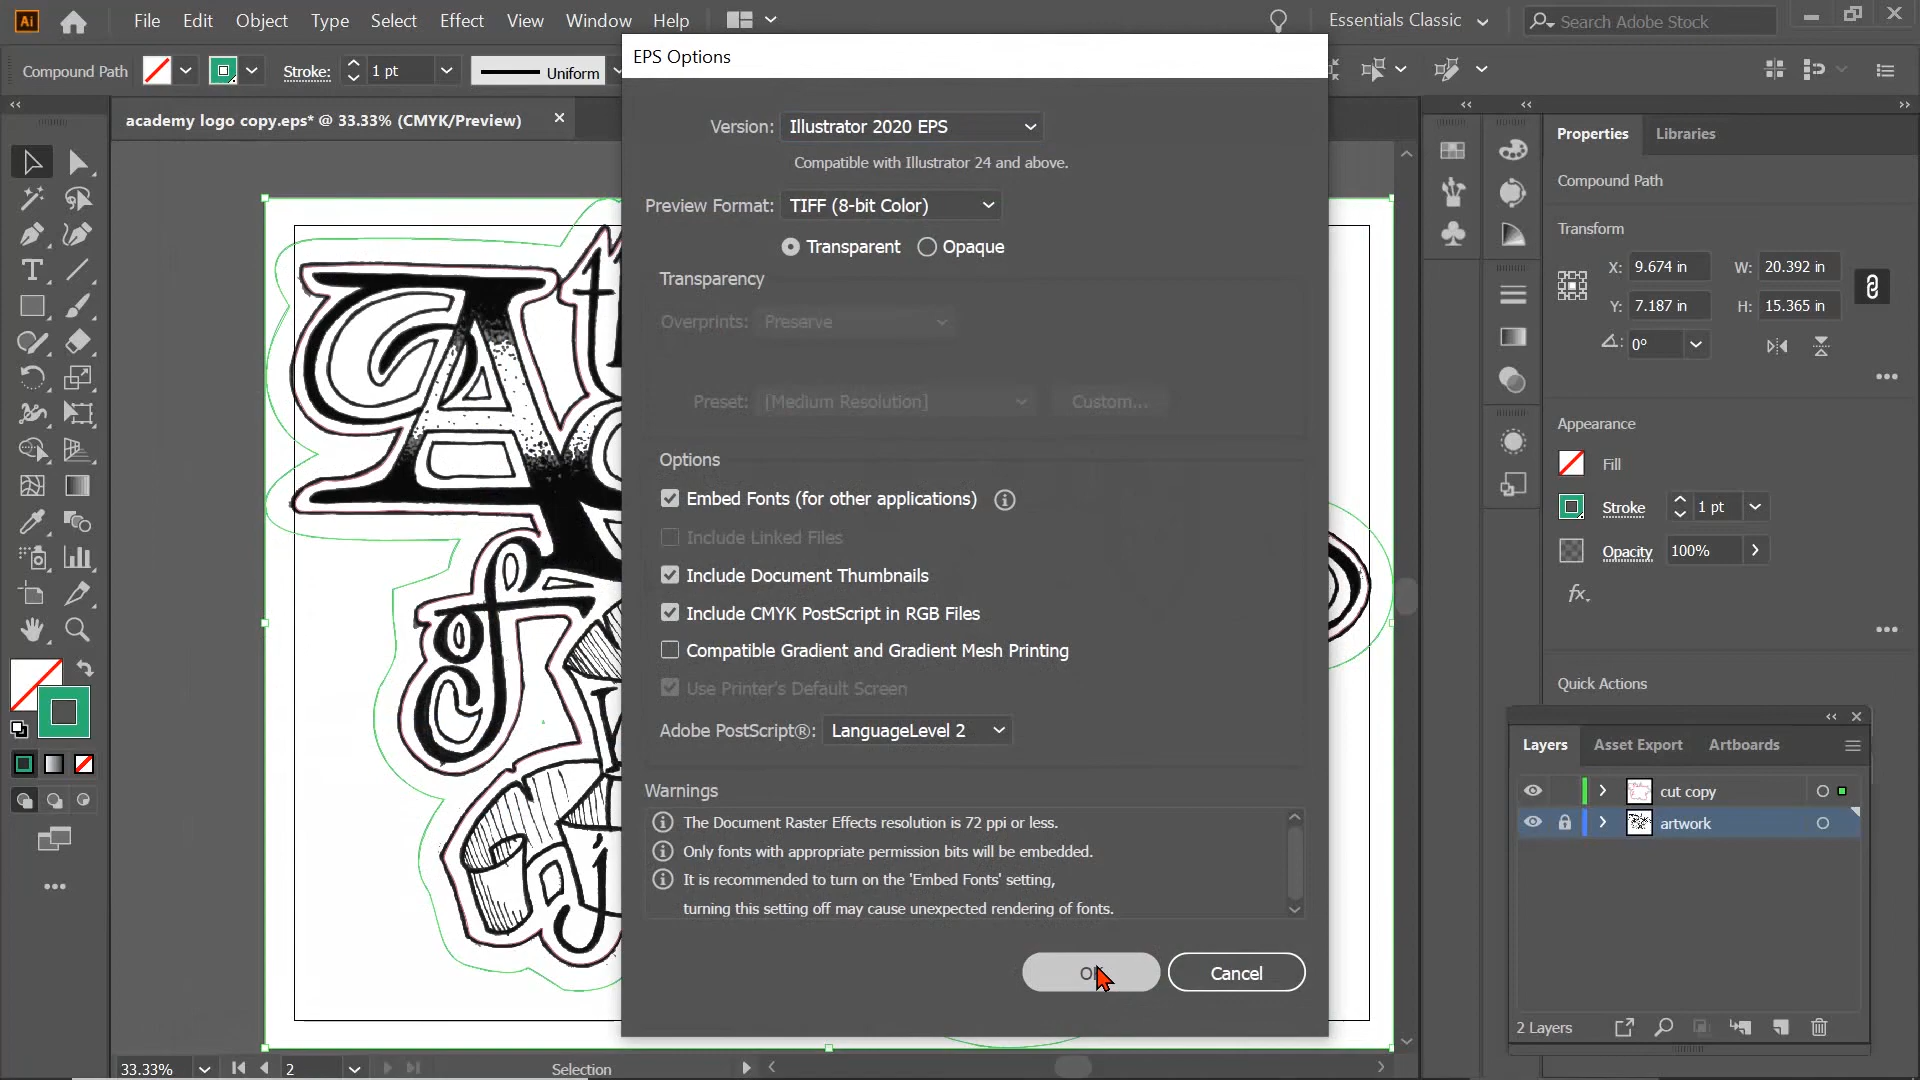 Ai File Edit Object Type Select Effect View Window Help Essentials Classic Search Adobe Stock
EPS Options
Compound Path Stroke: 1 pt Uniform
academy logo copy.eps* @ 33.33% (CMYK/Preview)
Version: Illustrator 2020 EPS
Compatible with Illustrator 24 and above.
Preview Format: TIFF (8-bit Color)
Transparent Opaque
Transparency
Overprints: Preserve
Preset: [Medium Resolution] Custom...
Options
Embed Fonts (for other applications)
Include Linked Files
Include Document Thumbnails
Include CMYK PostScript in RGB Files
Compatible Gradient and Gradient Mesh Printing
Use Printer's Default Screen
Adobe PostScript®: LanguageLevel 2
Warnings
The Document Raster Effects resolution is 72 ppi or less.
Only fonts with appropriate permission bits will be embedded.
It is recommended to turn on the 'Embed Fonts' setting,
turning this setting off may cause unexpected rendering of fonts.
OK Cancel
of
Properties Libraries
Compound Path
Transform
X: 9.674 in W: 20.392 in
Y: 7.187 in H: 15.365 in
0°
Appearance
Fill
Stroke 1 pt
Opacity 100%
fx.
Quick Actions
Layers Asset Export Artboards
cut copy
artwork
2 Layers
33.33% 2 Selection